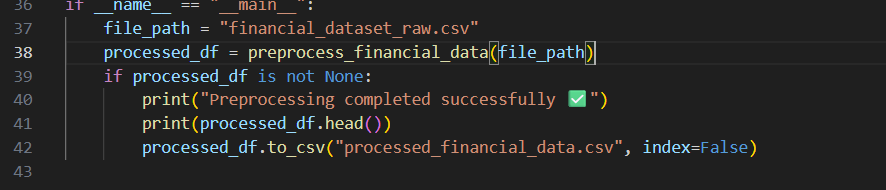 36 if __name__ == "__main__":
37     file_path = "financial_dataset_raw.csv"
38     processed_df = preprocess_financial_data(file_path)
39     if processed_df is not None:
40         print("Preprocessing completed successfully ✅")
41         print(processed_df.head())
42         processed_df.to_csv("processed_financial_data.csv", index=False)
43